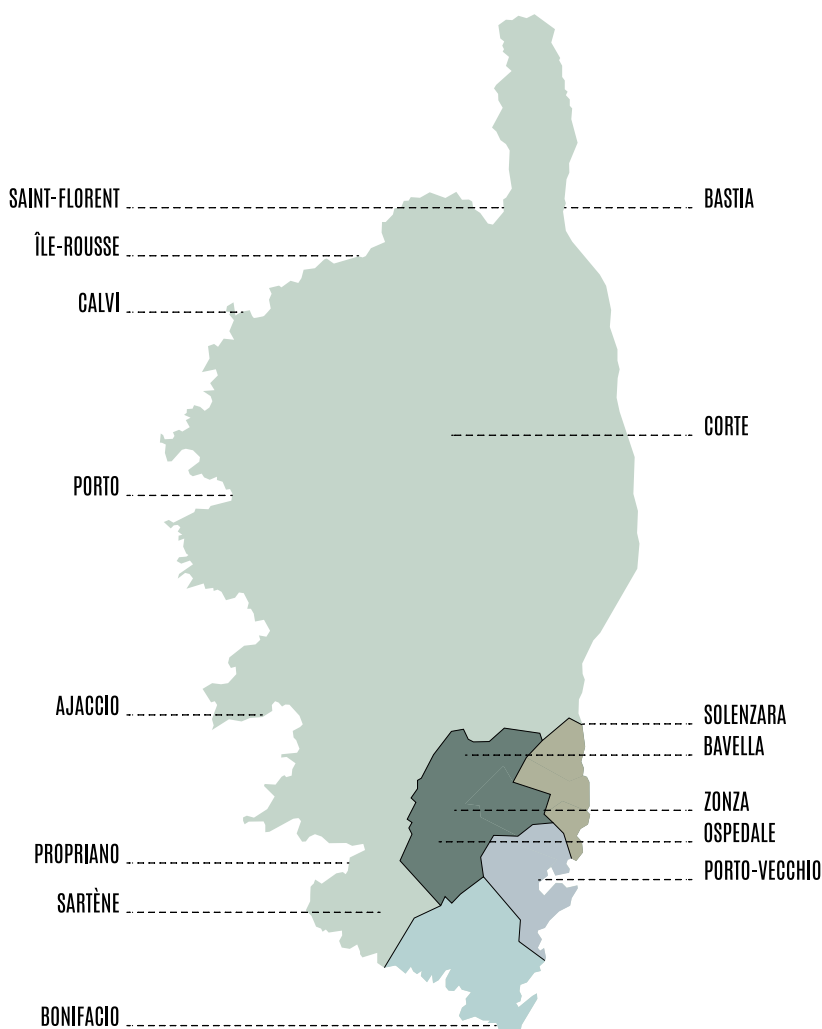 SAINT-FLORENT
BASTIA
ÎLE-ROUSSE
CALVI
CORTE
PORTO
AJACCIO
SOLENZARA
BAVELLA
ZONZA
OSPEDALE
PROPRIANO
PORTO-VECCHIO
SARTÈNE
BONIFACIO